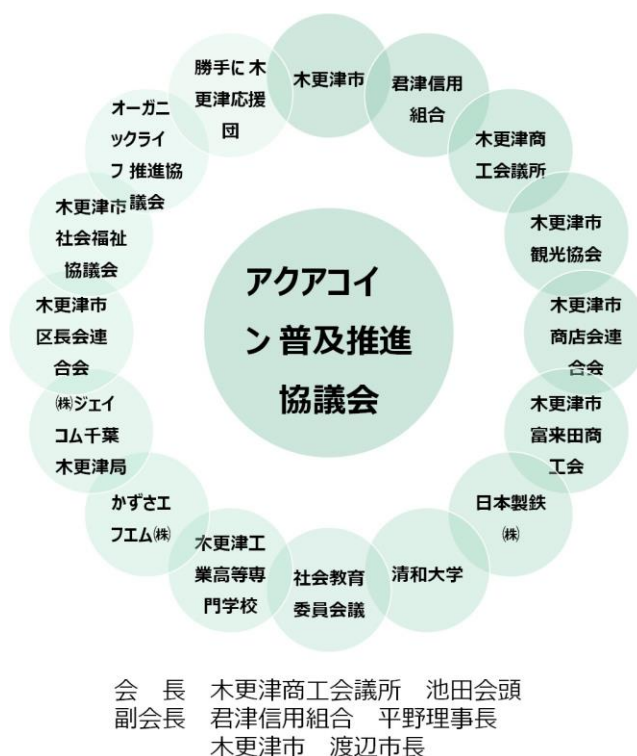 木更津市
君津信用
組合
木更津商
工会議所
木更津市
観光協会
木更津市
商店会連
合会
木更津市
富来田商
工会
日本製鉄
㈱
清和大学
社会教育
委員会議
木更津工
業高等専
門学校
かずさエ
フエム㈱
㈱ジェイ
コム千葉
木更津局
木更津市
区長会連
合会
木更津市
社会福祉
協議会
オーガニ
ックライ
フ 推進協
議会
勝手に 木
更津応援
団
アクアコイ
ン 普及推進
協議会
会　長　木更津商工会議所　池田会頭
副会長　君津信用組合　平野理事長
木更津市　渡辺市長